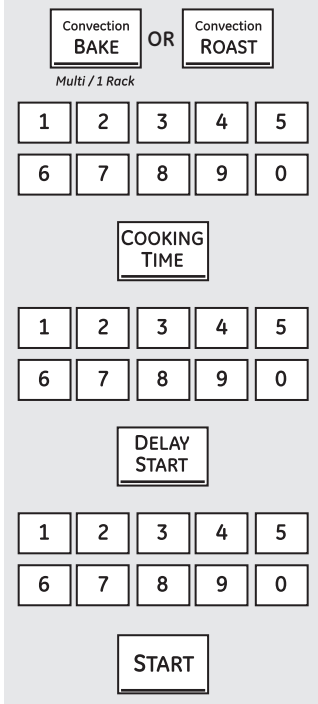 Convection Convection
BAKE OR ROAST
Multi / 1 Rack
1 2 3 4 5
6 7 8 9 0
COOKING
TIME
1 2 3 4 5
6 7 8 9 0
DELAY
START
1 2 3 4 5
6 7 8 9 0
START